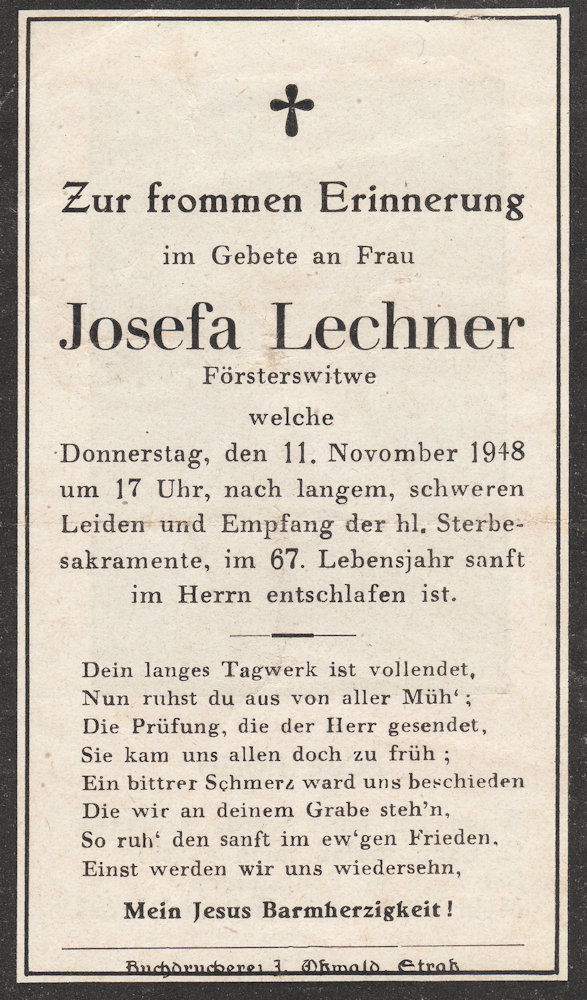 Zur frommen Erinnerung
im Gebete an Frau
Josefa Lechner
Försterswitwe
welche
Donnerstag, den 11. Novomber 1948
um 17 Uhr, nach langem, schweren
Leiden und Empfang der hl. Sterbe-
sakramente, im 67. Lebensjahr sanft
im Herrn entschlafen ist.
Dein langes Tagwerk ist vollendet,
Nun ruhst du aus von aller Müh‘;
Die Prüfung, die der Herr gesendet,
Sie kam uns allen doch zu früh;
Ein bittrer Schmerz ward uns beschieden
Die wir an deinem Grabe steh’n,
So ruh‘ den sanft im ew‘gen Frieden.
Einst werden wir uns wiedersehn,
Mein Jesus Barmherzigkeit!
Buchdruckerei J. Oßwald, Straß